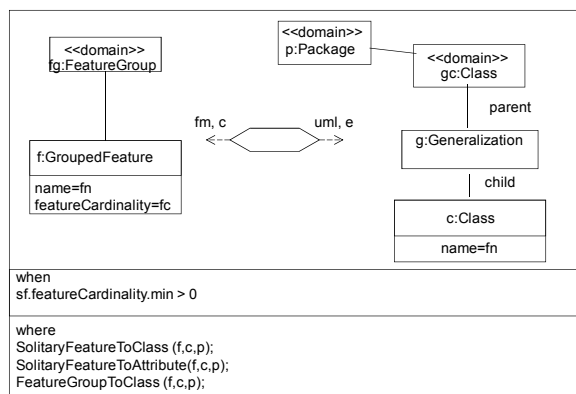 <<domain>>
fg:FeatureGroup
<<domain>>
p:Package
<<domain>>
gc:Class
parent
fm, c
uml, e
f:GroupedFeature
name=fn
featureCardinality=fc
g:Generalization
child
c:Class
name=fn
when
sf.featureCardinality.min > 0
where
SolitaryFeatureToClass (f,c,p);
SolitaryFeatureToAttribute(f,c,p);
FeatureGroupToClass (f,c,p);